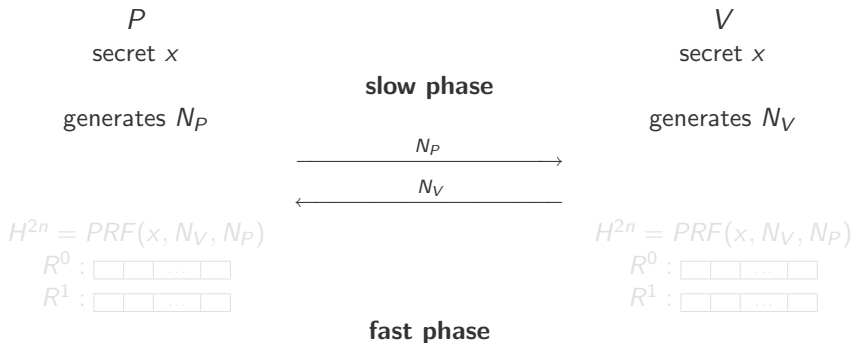 P V
secret x secret x
slow phase
generates N_P generates N_V
N_P
N_V
H^{2n} = PRF(x, N_V, N_P) H^{2n} = PRF(x, N_V, N_P)
R^0 : ... R^0 : ...
R^1 : ... R^1 : ...
fast phase